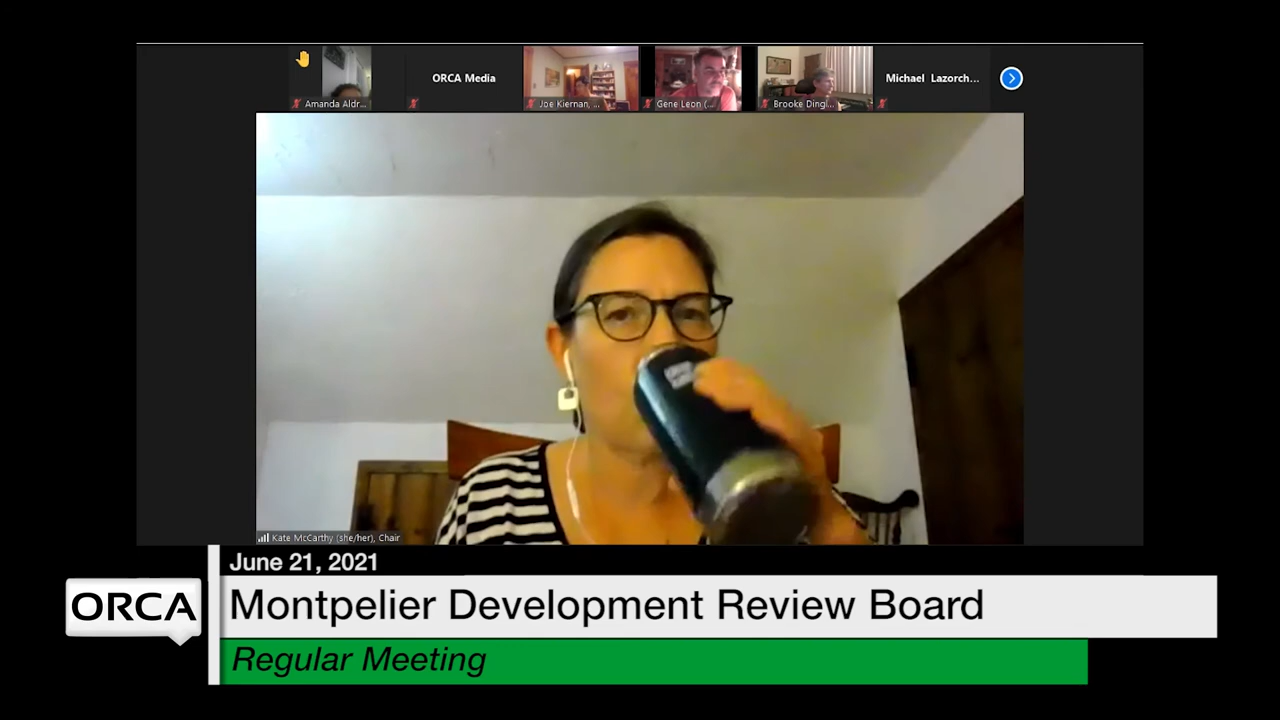 ORCA Media
Michael Lazorch...
Amanda Aldr...
Joe Kiernan, ...
Gene Leon (...
Brooke Dingl...
Kate McCarthy (she/her), Chair
June 21, 2021
ORCA
Montpelier Development Review Board
Regular Meeting